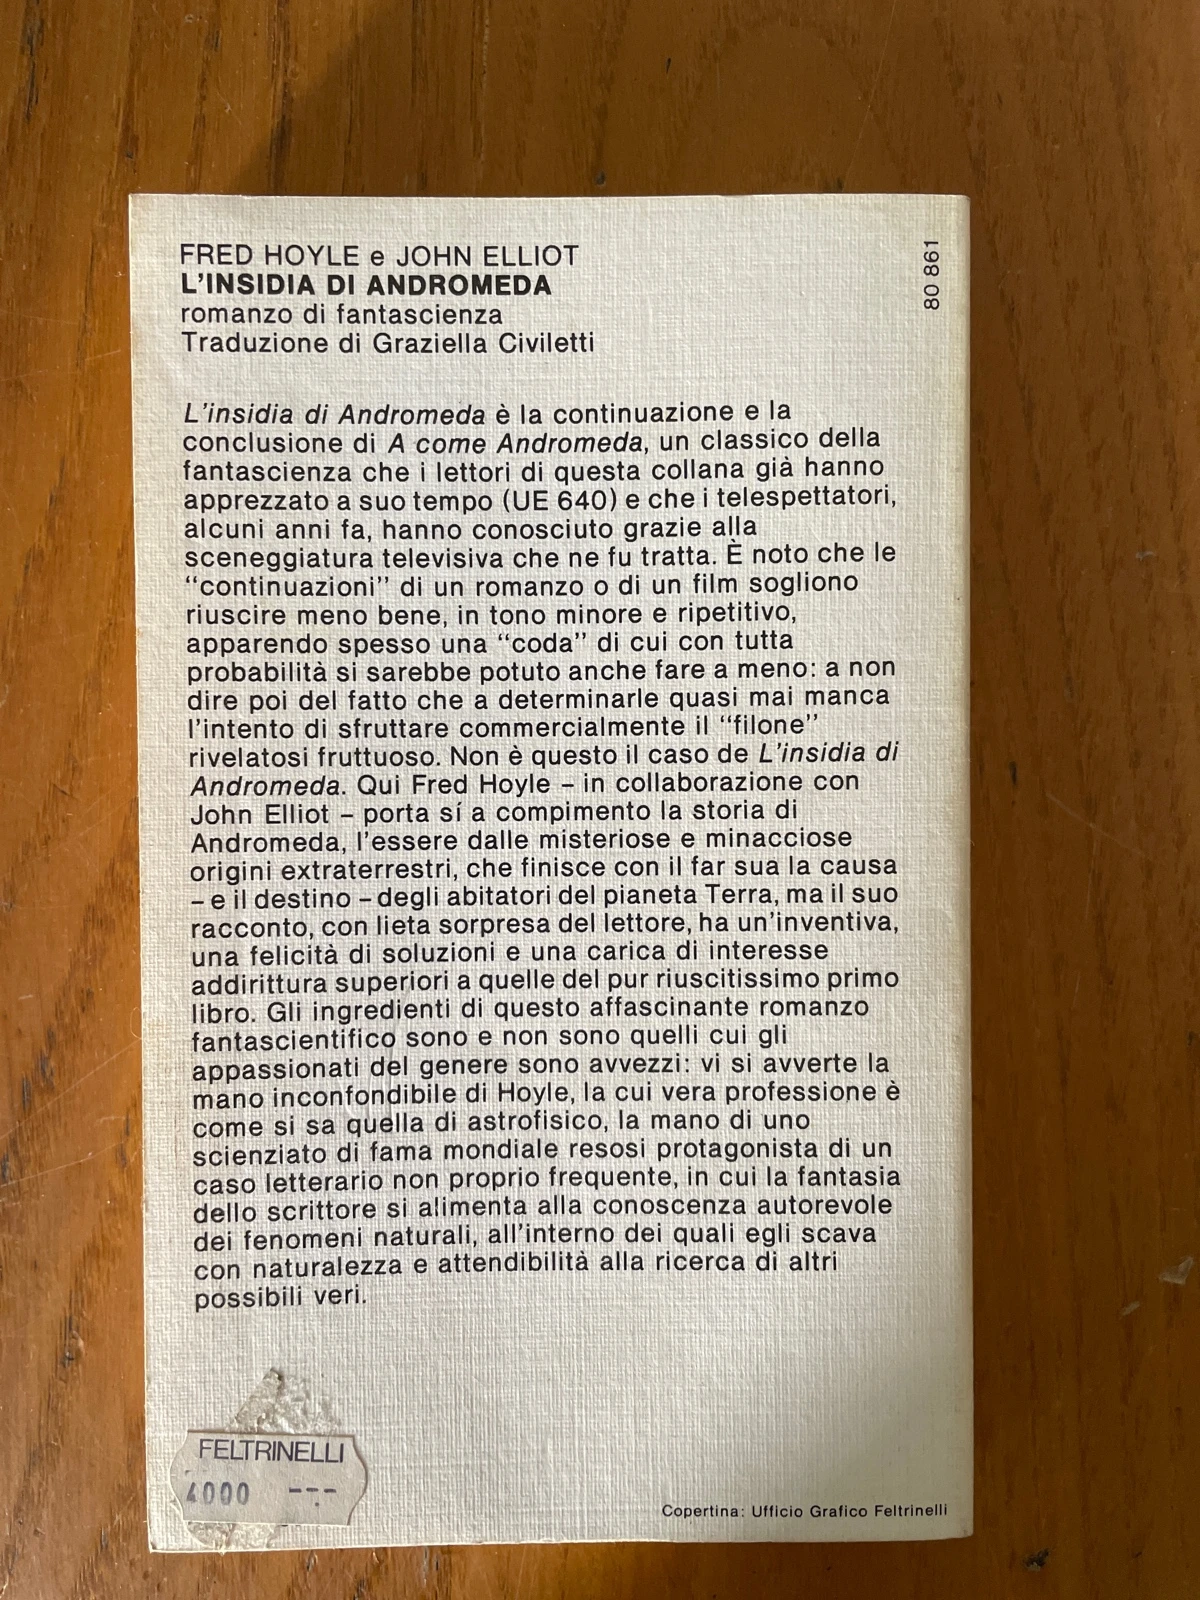 FRED HOYLE e JOHN ELLIOT
L'INSIDIA DI ANDROMEDA
romanzo di fantascienza
Traduzione di Graziella Civiletti
80 861
L'insidia di Andromeda è la continuazione e la
conclusione di A come Andromeda, un classico della
fantascienza che i lettori di questa collana già hanno
apprezzato a suo tempo (UE 640) e che i telespettatori,
alcuni anni fa, hanno conosciuto grazie alla
sceneggiatura televisiva che ne fu tratta. È noto che le
“continuazioni” di un romanzo o di un film sogliono
riuscire meno bene, in tono minore e ripetitivo,
apparendo spesso una “coda” di cui con tutta
probabilità si sarebbe potuto anche fare a meno: a non
dire poi del fatto che a determinarle quasi mai manca
l'intento di sfruttare commercialmente il “filone”
rivelatosi fruttuoso. Non è questo il caso de L'insidia di
Andromeda. Qui Fred Hoyle – in collaborazione con
John Elliot – porta sí a compimento la storia di
Andromeda, l'essere dalle misteriose e minacciose
origini extraterrestri, che finisce con il far sua la causa
– e il destino – degli abitatori del pianeta Terra, ma il suo
racconto, con lieta sorpresa del lettore, ha un'inventiva,
una felicità di soluzioni e una carica di interesse
addirittura superiori a quelle del pur riuscitissimo primo
libro. Gli ingredienti di questo affascinante romanzo
fantascientifico sono e non sono quelli cui gli
appassionati del genere sono avvezzi: vi si avverte la
mano inconfondibile di Hoyle, la cui vera professione è
come si sa quella di astrofisico, la mano di uno
scienziato di fama mondiale resosi protagonista di un
caso letterario non proprio frequente, in cui la fantasia
dello scrittore si alimenta alla conoscenza autorevole
dei fenomeni naturali, all'interno dei quali egli scava
con naturalezza e attendibilità alla ricerca di altri
possibili veri.
FELTRINELLI
4000 --.-
Copertina: Ufficio Grafico Feltrinelli